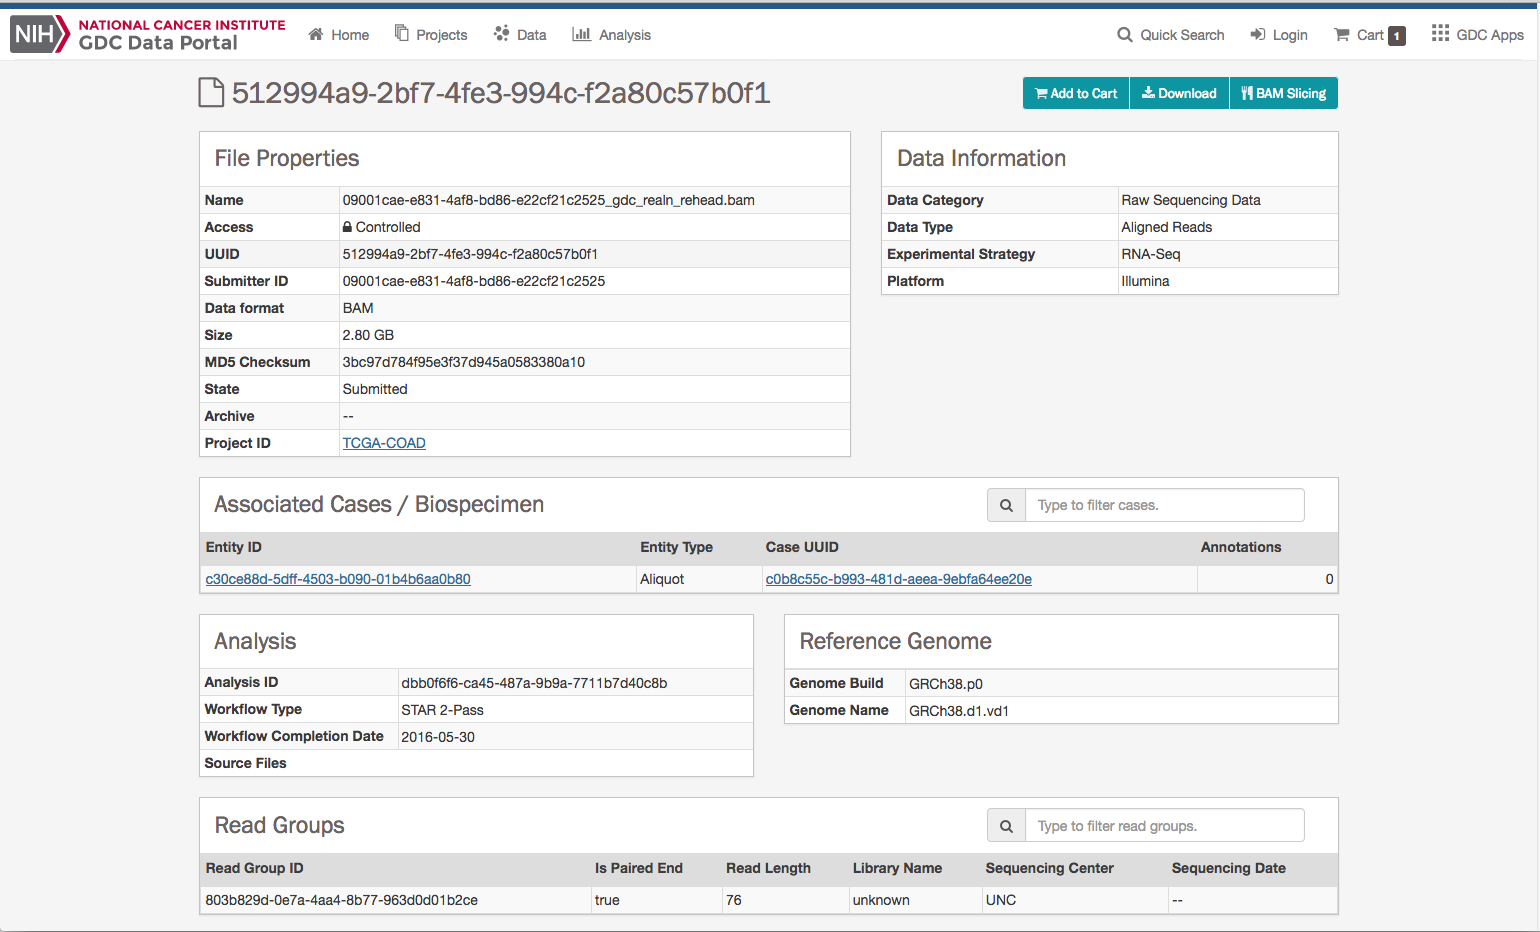 NIH NATIONAL CANCER INSTITUTE
GDC Data Portal
Home Projects Data Analysis Quick Search Login Cart 1 GDC Apps
512994a9-2bf7-4fe3-994c-f2a80c57b0f1
Add to Cart Download BAM Slicing
File Properties
Name 09001cae-e831-4af8-bd86-e22cf21c2525_gdc_realn_rehead.bam
Access Controlled
UUID 512994a9-2bf7-4fe3-994c-f2a80c57b0f1
Submitter ID 09001cae-e831-4af8-bd86-e22cf21c2525
Data format BAM
Size 2.80 GB
MD5 Checksum 3bc97d784f95e3f37d945a0583380a10
State Submitted
Archive --
Project ID TCGA-COAD
Data Information
Data Category Raw Sequencing Data
Data Type Aligned Reads
Experimental Strategy RNA-Seq
Platform Illumina
Associated Cases / Biospecimen
Type to filter cases.
Entity ID Entity Type Case UUID Annotations
c30ce88d-5dff-4503-b090-01b4b6aa0b80 Aliquot c0b8c55c-b993-481d-aeea-9ebfa64ee20e 0
Analysis
Analysis ID dbb0f6f6-ca45-487a-9b9a-7711b7d40c8b
Workflow Type STAR 2-Pass
Workflow Completion Date 2016-05-30
Source Files
Reference Genome
Genome Build GRCh38.p0
Genome Name GRCh38.d1.vd1
Read Groups
Type to filter read groups.
Read Group ID Is Paired End Read Length Library Name Sequencing Center Sequencing Date
803b829d-0e7a-4aa4-8b77-963d0d01b2ce true 76 unknown UNC --